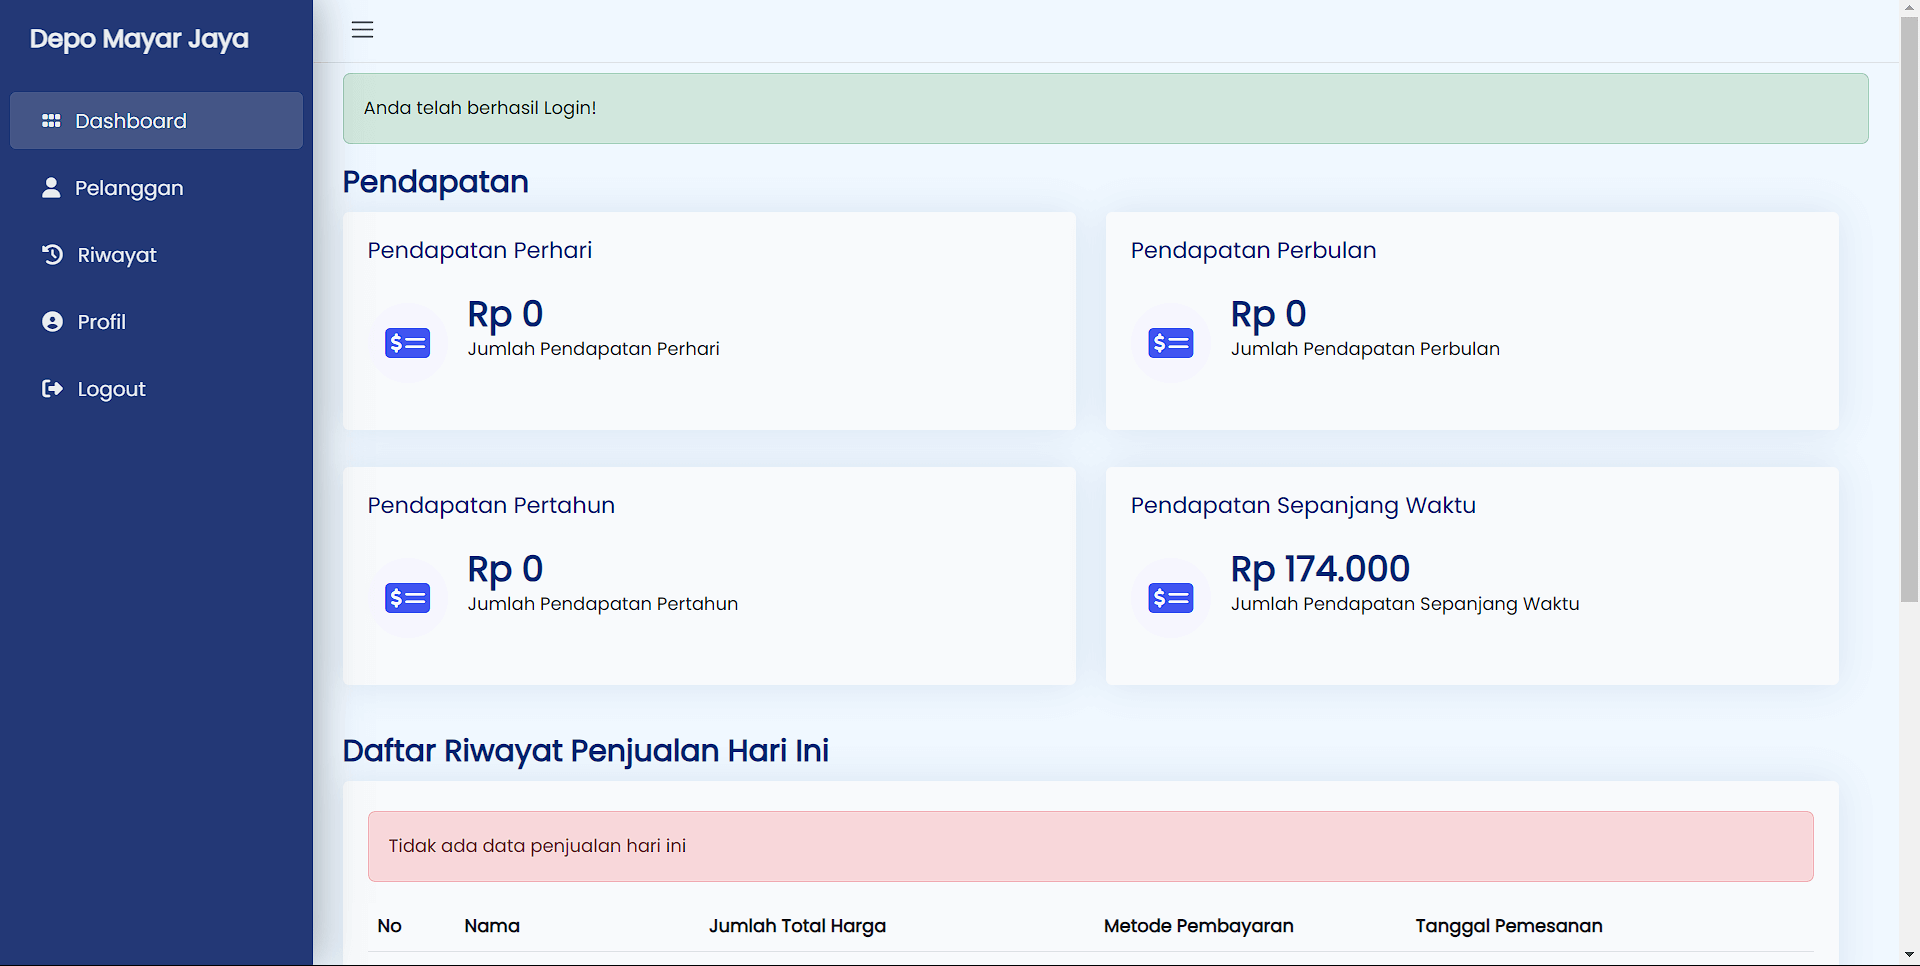 Depo Mayar Jaya
Dashboard
Pelanggan
Riwayat
Profil
Logout
Anda telah berhasil Login!
Pendapatan
Pendapatan Perhari
Rp 0
Jumlah Pendapatan Perhari
Pendapatan Perbulan
Rp 0
Jumlah Pendapatan Perbulan
Pendapatan Pertahun
Rp 0
Jumlah Pendapatan Pertahun
Pendapatan Sepanjang Waktu
Rp 174.000
Jumlah Pendapatan Sepanjang Waktu
Daftar Riwayat Penjualan Hari Ini
Tidak ada data penjualan hari ini
No Nama Jumlah Total Harga Metode Pembayaran Tanggal Pemesanan